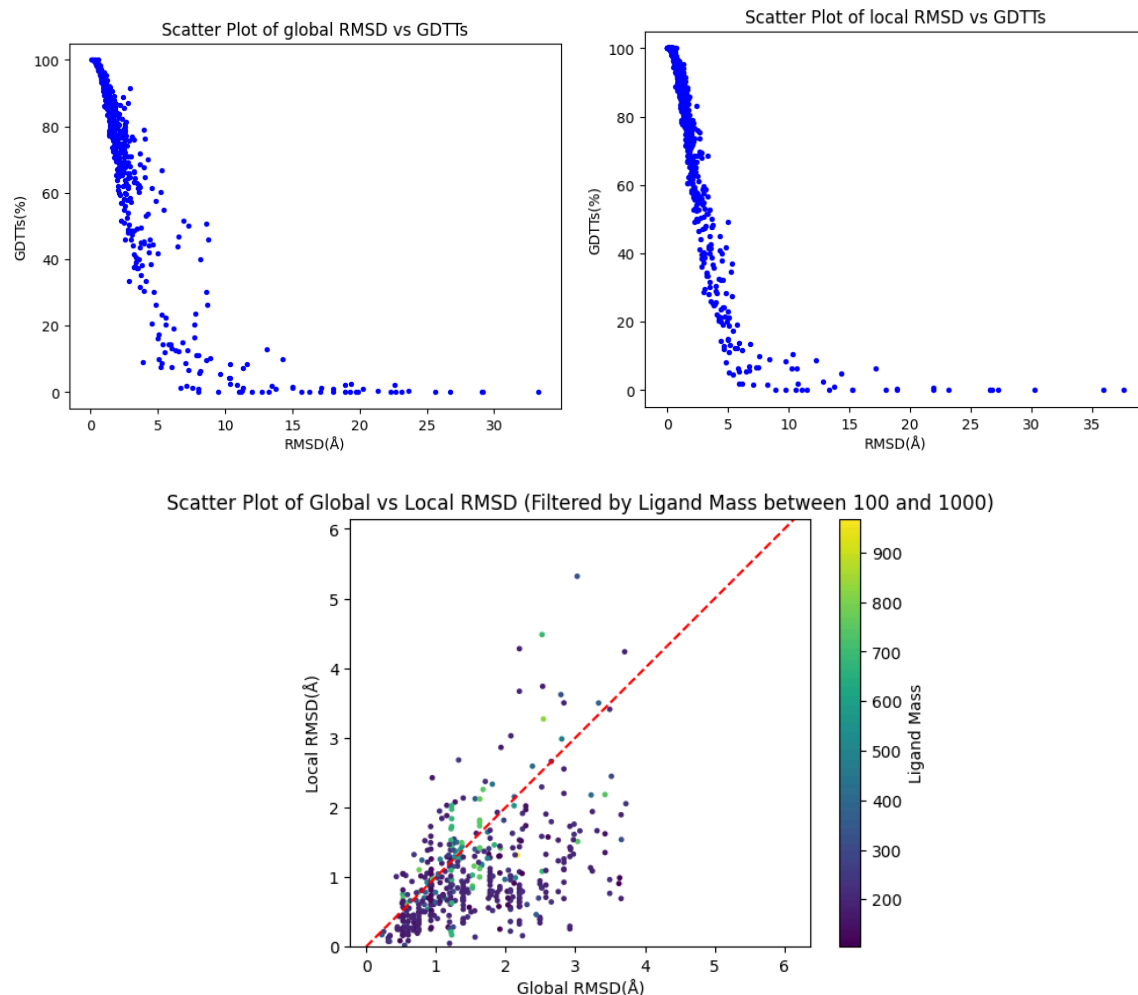 Scatter Plot of global RMSD vs GDTTs
100
80
60
40
20
0
GDTTs(%)
0 5 10 15 20 25 30
RMSD(Å)
Scatter Plot of local RMSD vs GDTTs
100
80
60
40
20
0
GDTTs(%)
0 5 10 15 20 25 30 35
RMSD(Å)
Scatter Plot of Global vs Local RMSD (Filtered by Ligand Mass between 100 and 1000)
6
5
4
3
2
1
0
Local RMSD(Å)
0 1 2 3 4 5 6
Global RMSD(Å)
900
800
700
600
500
400
300
200
Ligand Mass